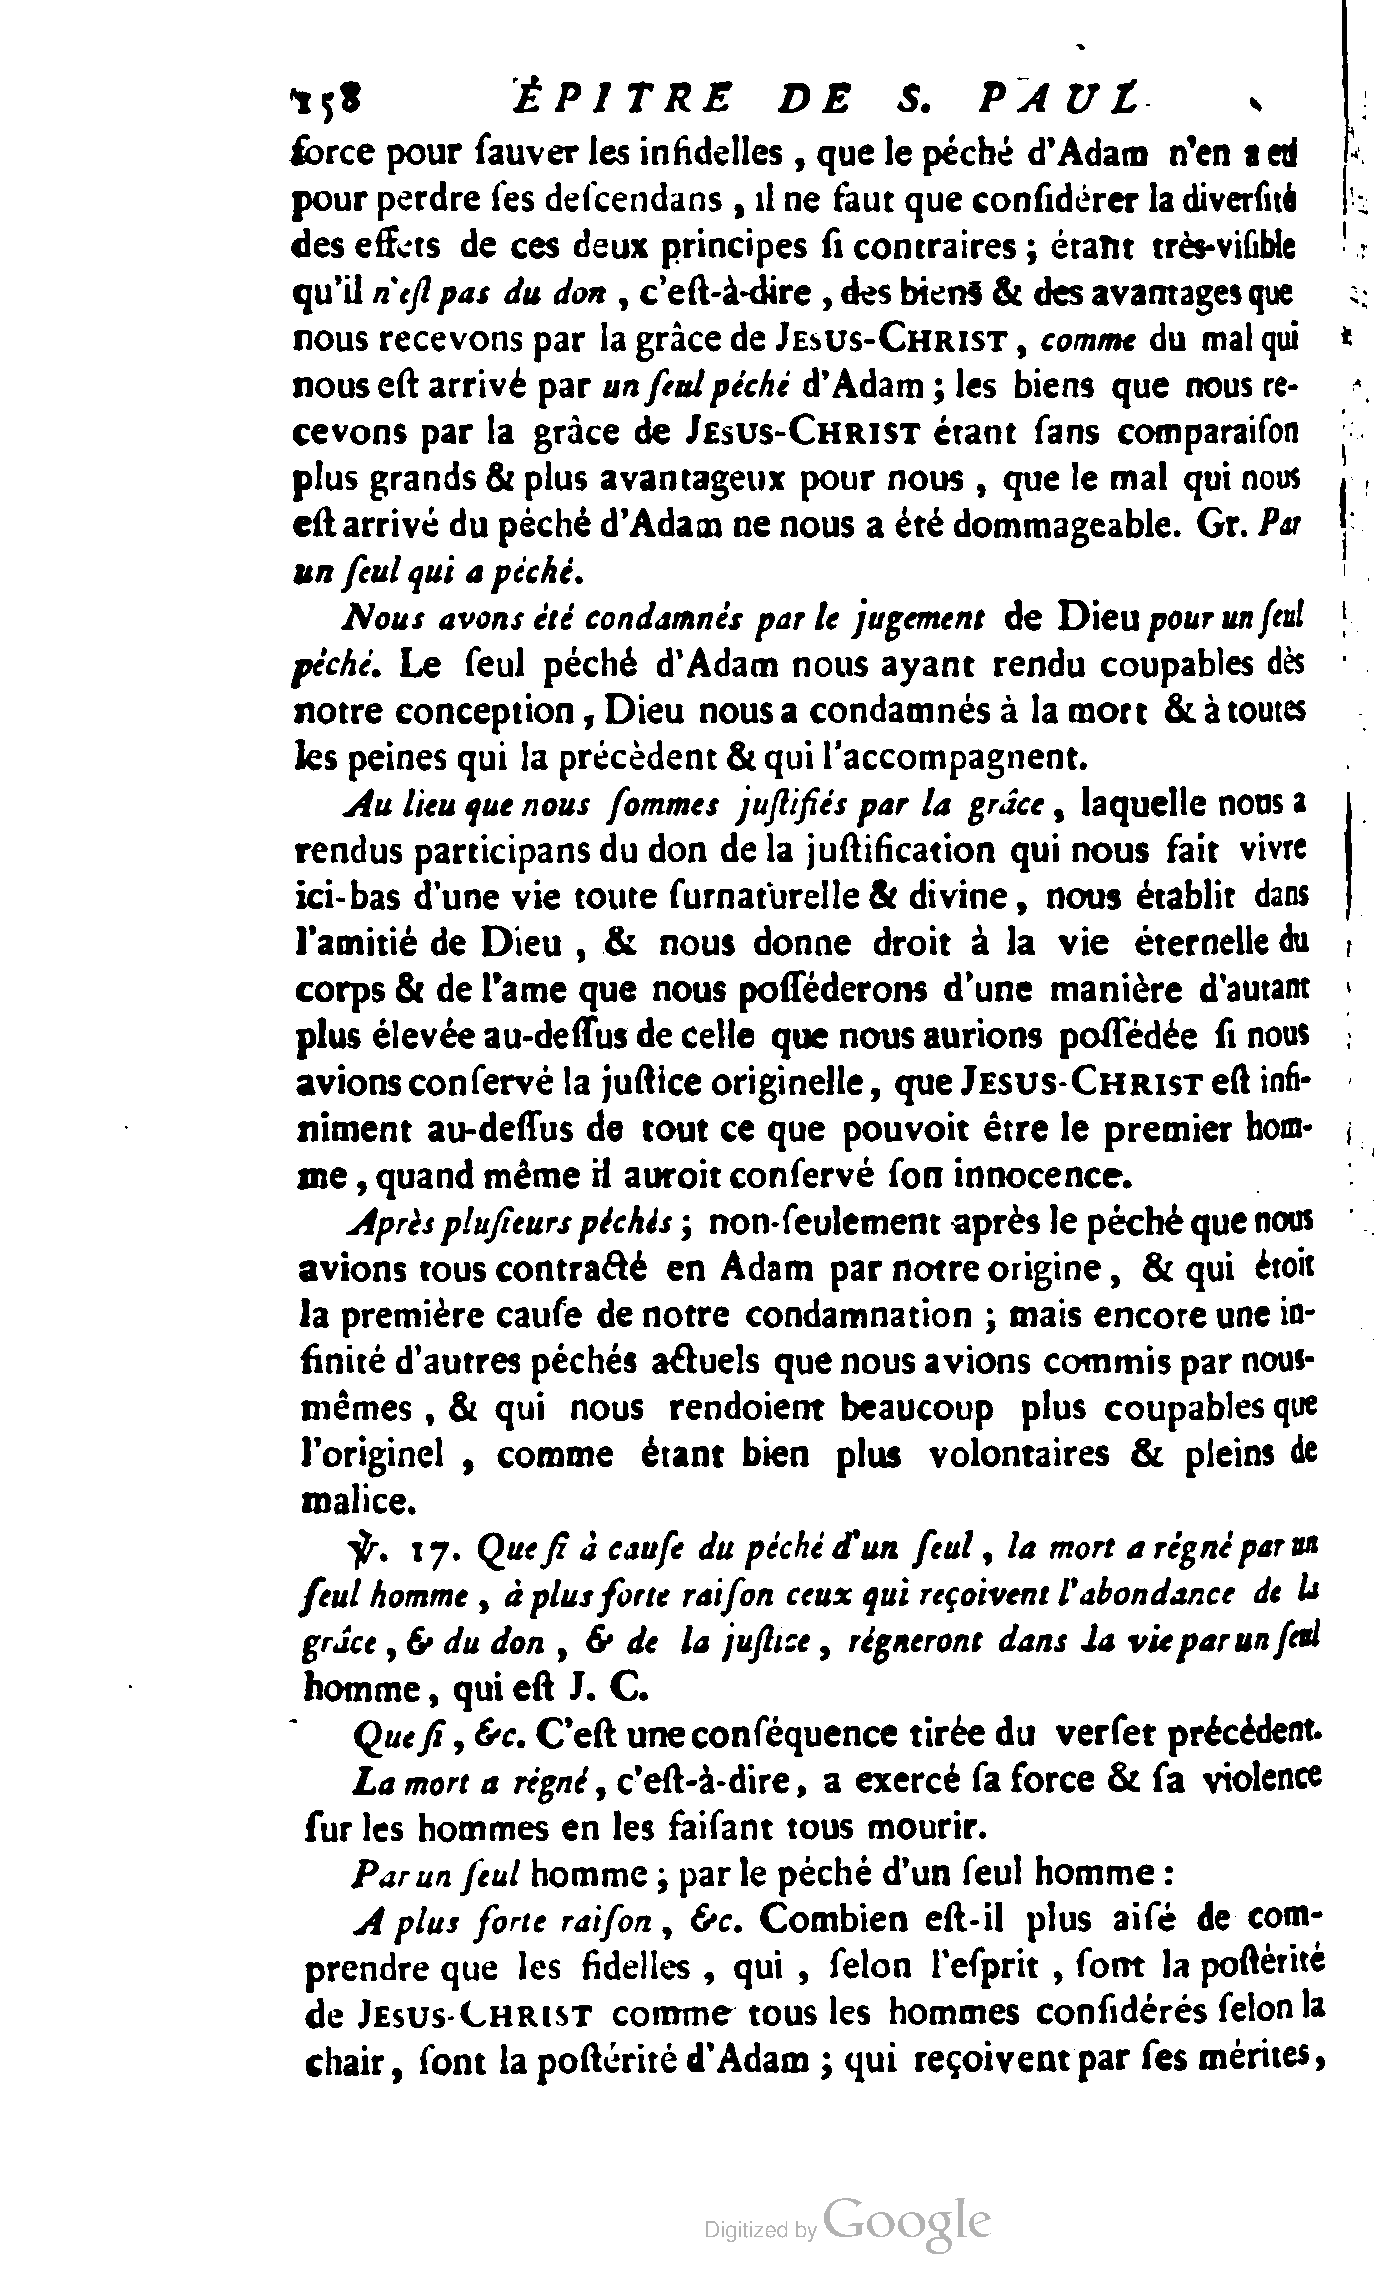 158 ÉPITRE DE S. PAUL
force pour ſauver les infidelles , que le péché d'Adam n'en a eu
pour perdre ſes deſcendans , il ne faut que conſidérer la diverſité
des effets de ces deux principes ſi contraires ; étant très-viſible
qu'il n'eſt pas du don , c'eſt-à-dire , des biens & des avantages que
nous recevons par la grâce de JESUS-CHRIST , comme du mal qui
nous eſt arrivé par un ſeul péché d'Adam ; les biens que nous re-
cevons par la grâce de JESUS-CHRIST étant ſans comparaiſon
plus grands & plus avantageux pour nous , que le mal qui nous
eſt arrivé du péché d'Adam ne nous a été dommageable. Gr. Par
un ſeul qui a péché.
Nous avons été condamnés par le jugement de Dieu pour un ſeul
péché. Le ſeul péché d'Adam nous ayant rendu coupables dès
notre conception , Dieu nous a condamnés à la mort & à toutes
les peines qui la précèdent & qui l'accompagnent.
Au lieu que nous ſommes juſtifiés par la grâce , laquelle nous a
rendus participans du don de la juſtification qui nous fait vivre
ici-bas d'une vie toute ſurnaturelle & divine , nous établit dans
l'amitié de Dieu , & nous donne droit à la vie éternelle du
corps & de l'ame que nous poſſéderons d'une manière d'autant
plus élevée au-deſſus de celle que nous aurions poſſédée ſi nous
avions conſervé la juſtice originelle , que JESUS-CHRIST eſt infi-
niment au-deſſus de tout ce que pouvoit être le premier hom-
me , quand même il auroit conſervé ſon innocence.
Après pluſieurs péchés ; non-ſeulement après le péché que nous
avions tous contracté en Adam par notre origine , & qui étoit
la première cauſe de notre condamnation ; mais encore une in-
finité d'autres péchés actuels que nous avions commis par nous-
mêmes , & qui nous rendoient beaucoup plus coupables que
l'originel , comme étant bien plus volontaires & pleins de
malice.
℣. 17. Que ſi à cauſe du péché d'un ſeul , la mort a régné par un
ſeul homme , à plus forte raiſon ceux qui reçoivent l'abondance de la
grâce , & du don , & de la juſtice , régneront dans la vie par un ſeul
homme , qui eſt J. C.
Que ſi , &c. C'eſt une conſéquence tirée du verſet précédent.
La mort a régné , c'eſt-à-dire , a exercé ſa force & ſa violence
ſur les hommes en les faiſant tous mourir.
Par un ſeul homme ; par le péché d'un ſeul homme :
A plus forte raiſon , &c. Combien eſt-il plus aiſé de com-
prendre que les fidelles , qui , ſelon l'eſprit , ſont la poſtérité
de JESUS-CHRIST comme tous les hommes conſidérés ſelon la
chair , ſont la poſtérité d'Adam ; qui reçoivent par ſes mérites ,
Digitized by Google